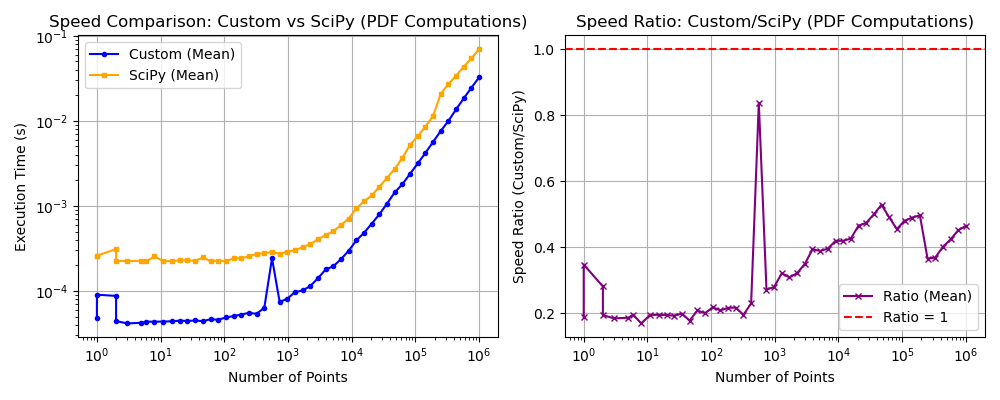 Speed Comparison: Custom vs SciPy (PDF Computations)
Custom (Mean)
SciPy (Mean)
10⁻¹
10⁻²
10⁻³
10⁻⁴
Execution Time (s)
10⁰ 10¹ 10² 10³ 10⁴ 10⁵ 10⁶
Number of Points
Speed Ratio: Custom/SciPy (PDF Computations)
1.0
0.8
0.6
0.4
0.2
Speed Ratio (Custom/SciPy)
Ratio (Mean)
Ratio = 1
10⁰ 10¹ 10² 10³ 10⁴ 10⁵ 10⁶
Number of Points